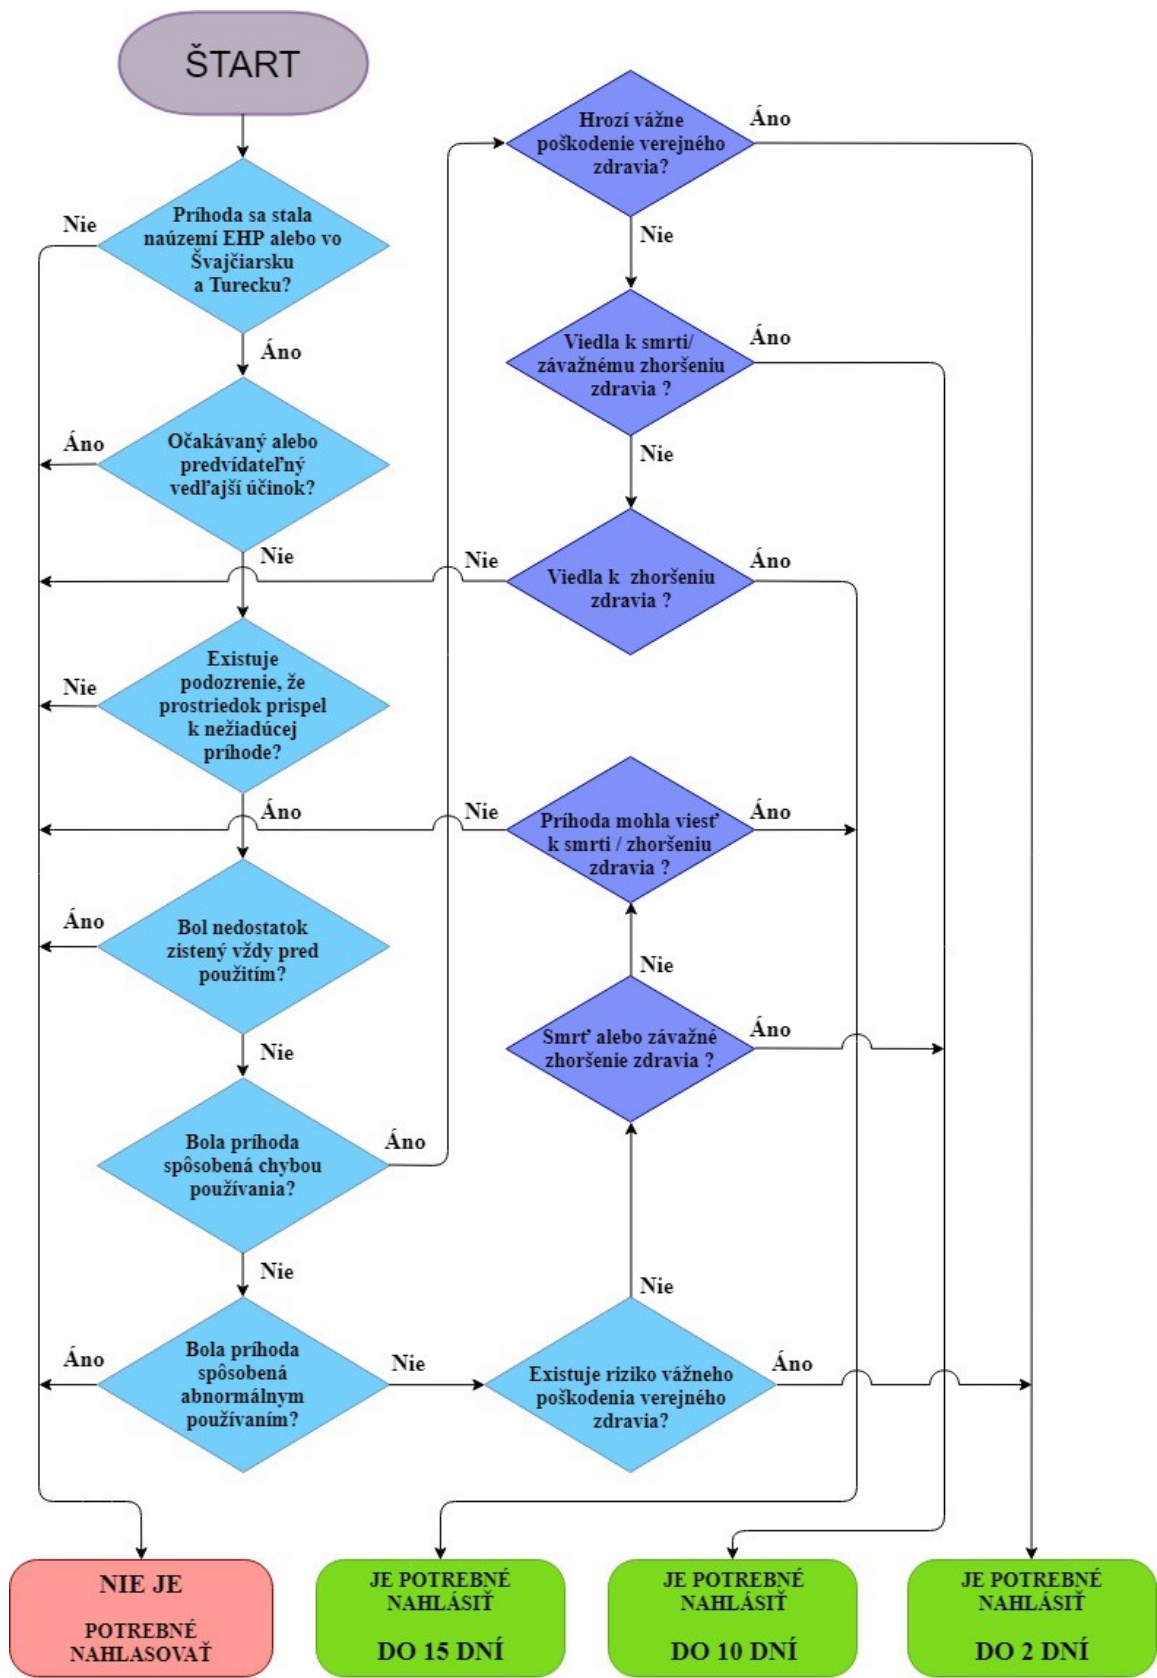 ŠTART
Príhoda sa stala
naúzemí EHP alebo vo
Švajčiarsku
a Turecku?
Nie
Áno
Očakávaný alebo
predvídateľný
vedľajší účinok?
Áno
Nie
Existuje
podozrenie, že
prostriedok prispel
k nežiadúcej
príhode?
Nie
Áno
Bol nedostatok
zistený vždy pred
použitím?
Áno
Nie
Bola príhoda
spôsobená chybou
používania?
Áno
Nie
Bola príhoda
spôsobená
abnormálnym
používaním?
Áno
Nie
Hrozí vážne
poškodenie verejného
zdravia?
Áno
Nie
Viedla k smrti/
závažnému zhoršeniu
zdravia ?
Áno
Nie
Viedla k zhoršeniu
zdravia ?
Nie
Áno
Príhoda mohla viesť
k smrti / zhoršeniu
zdravia ?
Nie
Áno
Nie
Smrť alebo závažné
zhoršenie zdravia ?
Áno
Nie
Existuje riziko vážneho
poškodenia verejného
zdravia?
Áno
NIE JE
POTREBNÉ
NAHLASOVAŤ
JE POTREBNÉ
NAHLÁSIŤ
DO 15 DNÍ
JE POTREBNÉ
NAHLÁSIŤ
DO 10 DNÍ
JE POTREBNÉ
NAHLÁSIŤ
DO 2 DNÍ